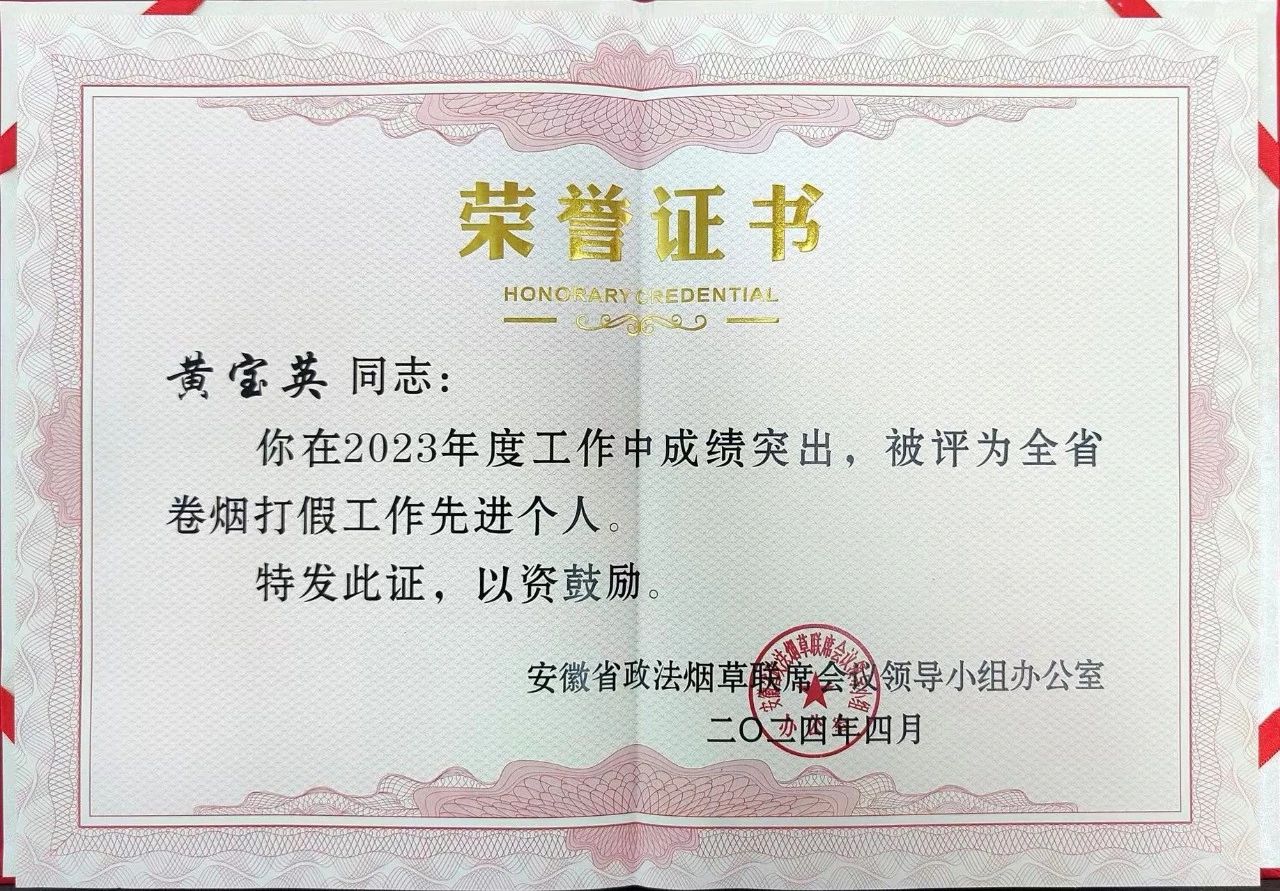 荣誉证书
HONORARY CREDENTIAL
黄宝英 同志：
你在2023年度工作中成绩突出，被评为全省
卷烟打假工作先进个人。
特发此证，以资鼓励。
安徽省政法烟草联席会议领导小组办公室
二〇二四年四月